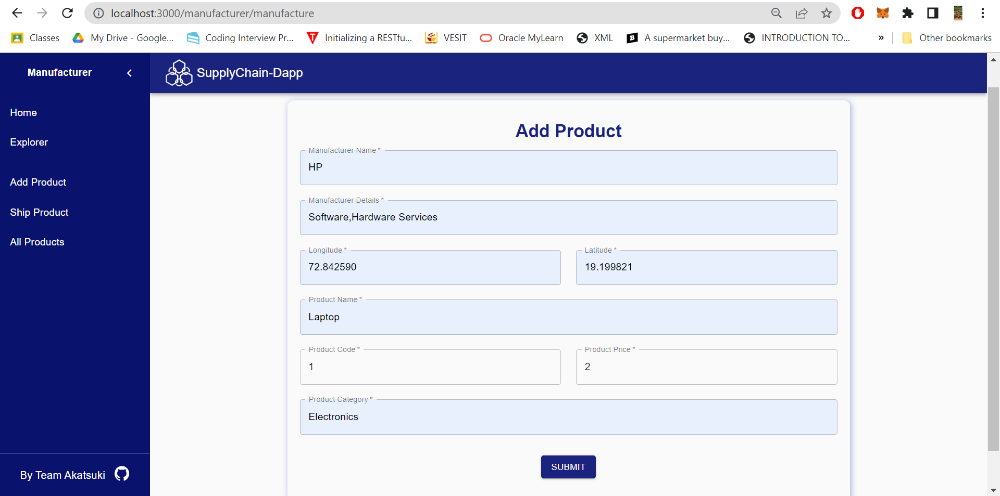 localhost:3000/manufacturer/manufacture
Classes My Drive - Google... Coding Interview Pr... Initializing a RESTfu... VESIT Oracle MyLearn XML A supermarket buy... INTRODUCTION TO... » Other bookmarks
Manufacturer
SupplyChain-Dapp
Home
Explorer
Add Product
Ship Product
All Products
By Team Akatsuki
Add Product
Manufacturer Name *
HP
Manufacturer Details *
Software,Hardware Services
Longitude * Latitude *
72.842590 19.199821
Product Name *
Laptop
Product Code * Product Price *
1 2
Product Category *
Electronics
SUBMIT